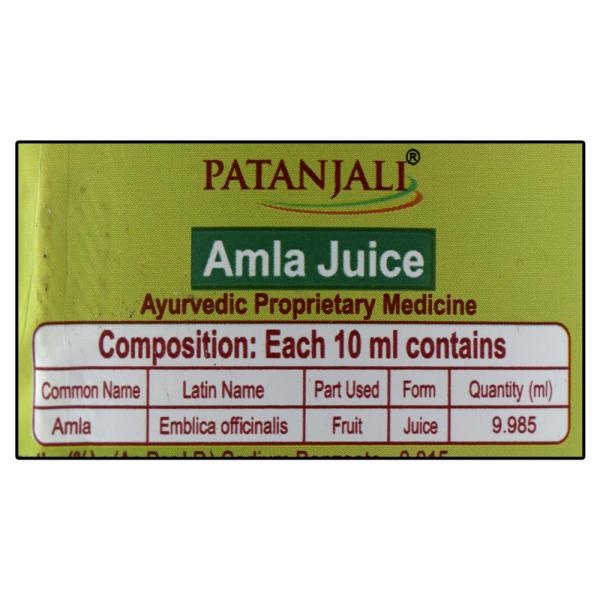 PATANJALI®
Amla Juice
Ayurvedic Proprietary Medicine
Composition: Each 10 ml contains
Common Name Latin Name Part Used Form Quantity (ml)
Amla Emblica officinalis Fruit Juice 9.985